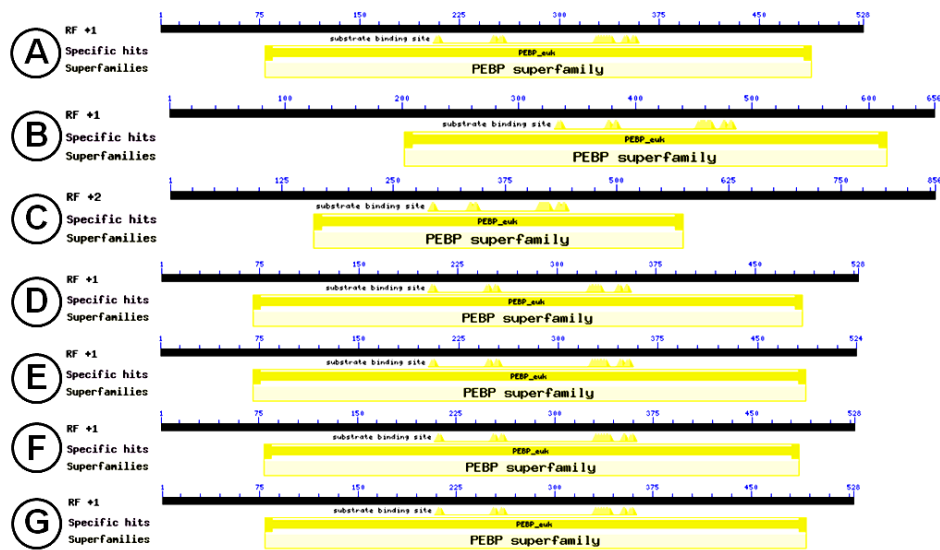 1 75 150 225 300 375 450 528
RF +1
substrate binding site
A
Specific hits
PEBP_euk
Superfamilies
PEBP superfamily
1 100 200 300 400 500 600 656
RF +1
substrate binding site
B
Specific hits
PEBP_euk
Superfamilies
PEBP superfamily
1 125 250 375 500 625 750 856
RF +2
substrate binding site
C
Specific hits
PEBP_euk
Superfamilies
PEBP superfamily
1 75 150 225 300 375 450 528
RF +1
substrate binding site
D
Specific hits
PEBP_euk
Superfamilies
PEBP superfamily
1 75 150 225 300 375 450 528
RF +1
substrate binding site
E
Specific hits
PEBP_euk
Superfamilies
PEBP superfamily
1 75 150 225 300 375 450 528
RF +1
substrate binding site
F
Specific hits
PEBP_euk
Superfamilies
PEBP superfamily
1 75 150 225 300 375 450 528
RF +1
substrate binding site
G
Specific hits
PEBP_euk
Superfamilies
PEBP superfamily